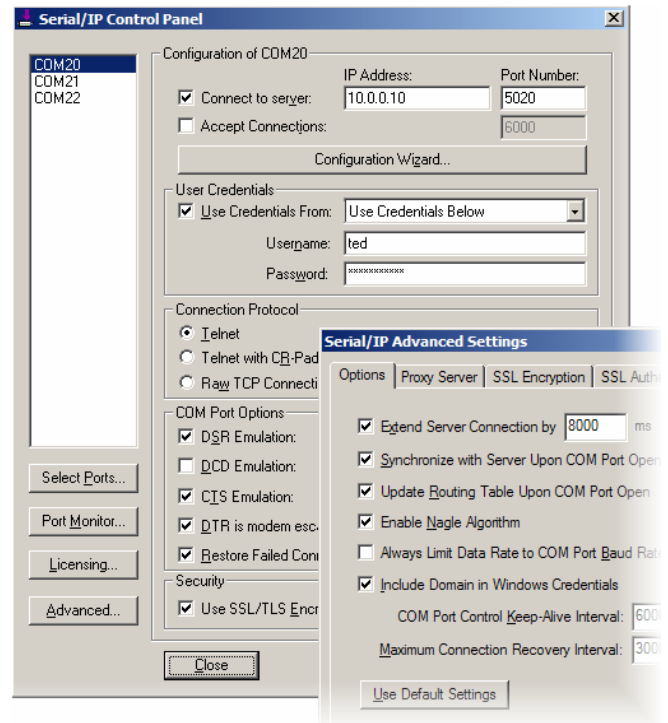 Serial/IP Control Panel
COM20
COM21
COM22
Configuration of COM20
IP Address:
Port Number:
Connect to server:
10.0.0.10
5020
Accept Connections:
6000
Configuration Wizard...
User Credentials
Use Credentials From:
Use Credentials Below
Username:
ted
Password:
***********
Connection Protocol
Telnet
Telnet with CR-Pad
Raw TCP Connecti
COM Port Options
DSR Emulation:
DCD Emulation:
CTS Emulation:
DTR is modem esc
Restore Failed Conn
Security
Use SSL/TLS Encr
Select Ports...
Port Monitor...
Licensing...
Advanced...
Close
Serial/IP Advanced Settings
Options
Proxy Server
SSL Encryption
SSL Auth
Extend Server Connection by
8000
ms
Synchronize with Server Upon COM Port Open
Update Routing Table Upon COM Port Open
Enable Nagle Algorithm
Always Limit Data Rate to COM Port Baud Rate
Include Domain in Windows Credentials
COM Port Control Keep-Alive Interval:
6000
Maximum Connection Recovery Interval:
3000
Use Default Settings